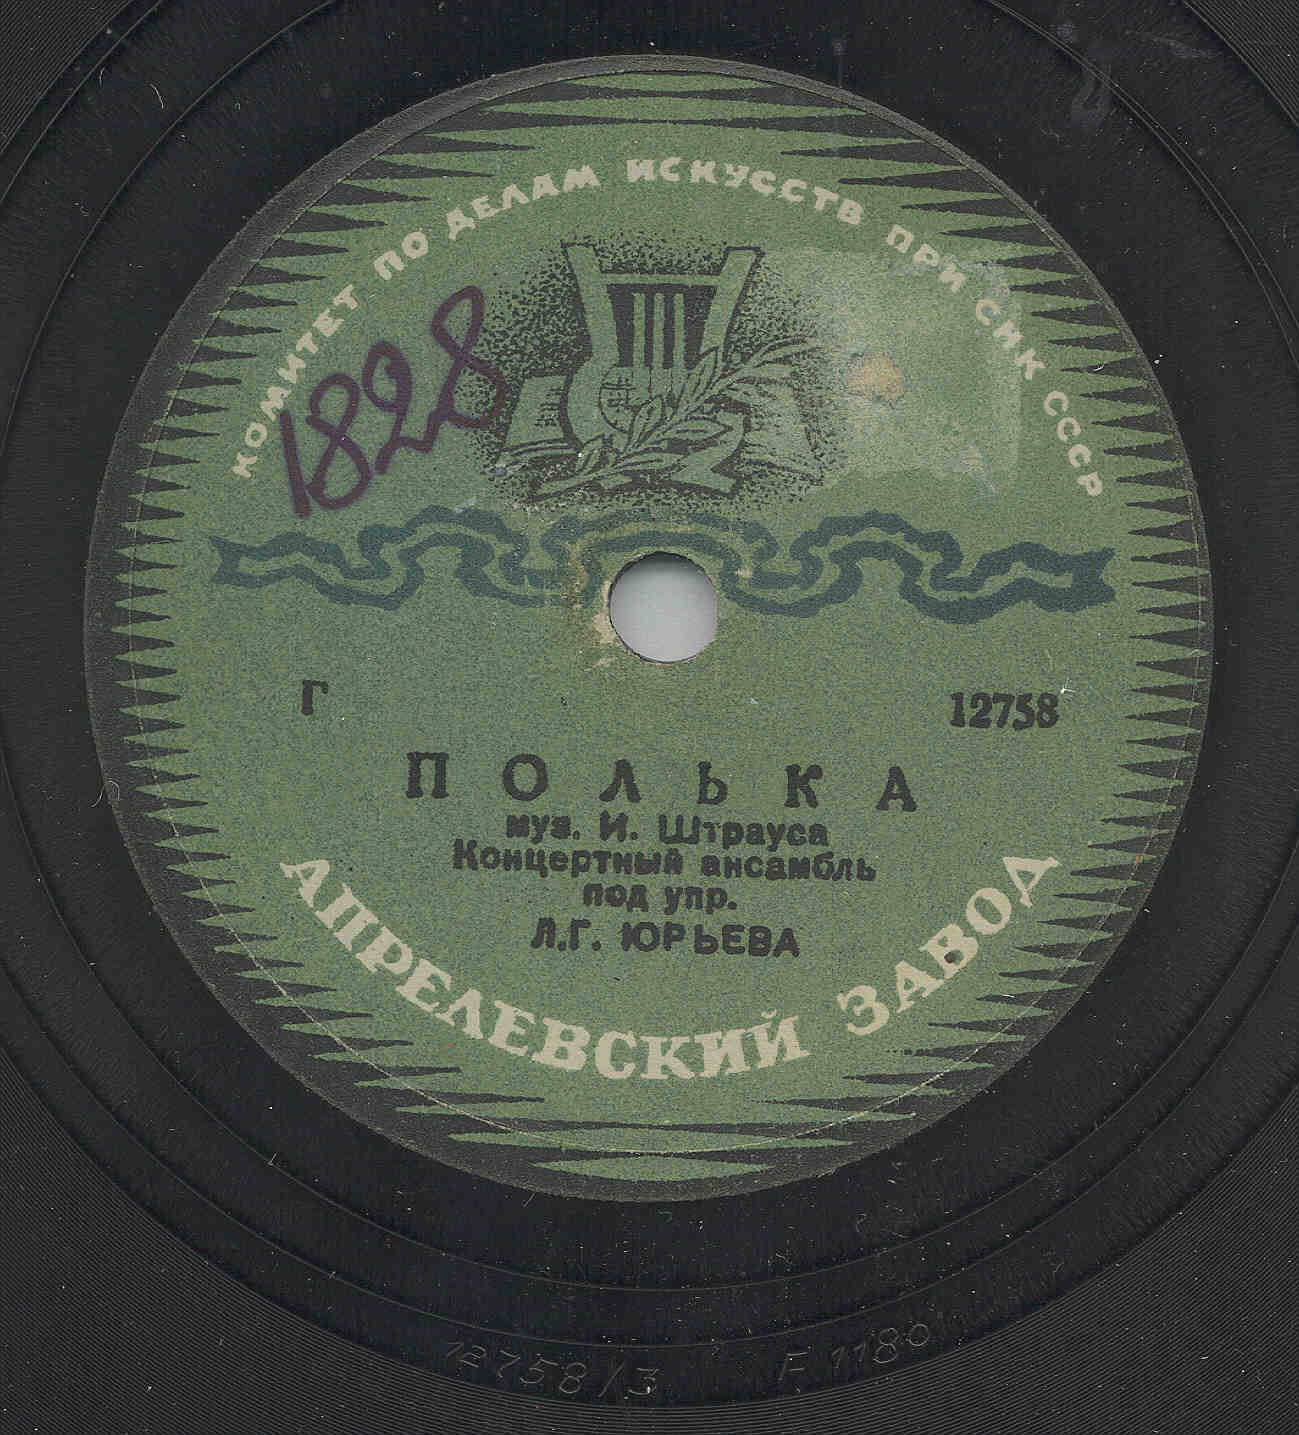 КОМИТЕТ ПО ДЕЛАМ ИСКУССТВ ПРИ СНК СССР
1828
Г 12758
ПОЛЬКА
муз. И. Штрауса
Концертный ансамбль
под упр.
Л.Г. ЮРЬЕВА
АПРЕЛЕВСКИЙ ЗАВОД
12758/3 F 1180